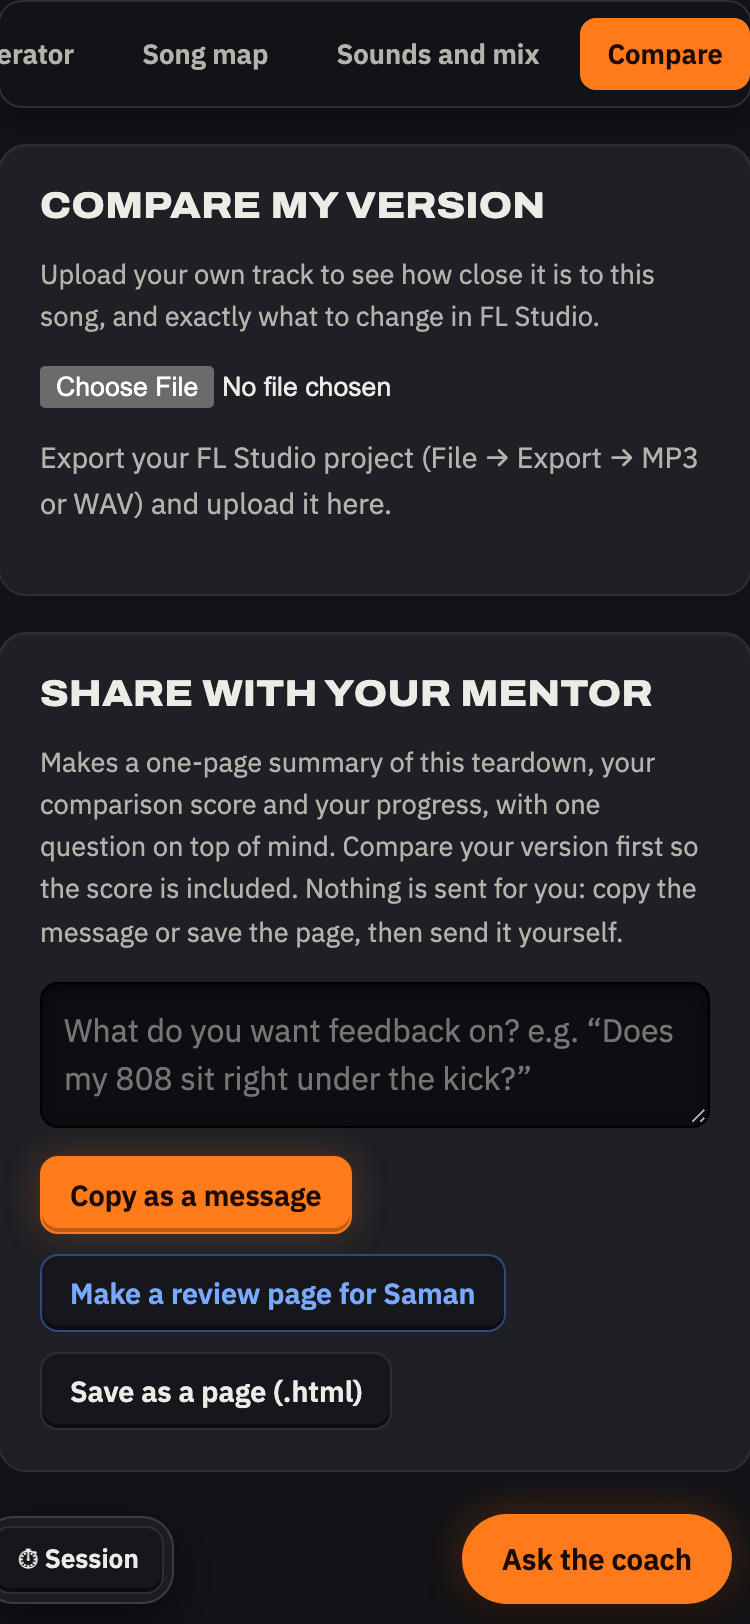 erator Song map Sounds and mix Compare
COMPARE MY VERSION
Upload your own track to see how close it is to this
song, and exactly what to change in FL Studio.
Choose File No file chosen
Export your FL Studio project (File → Export → MP3
or WAV) and upload it here.
SHARE WITH YOUR MENTOR
Makes a one-page summary of this teardown, your
comparison score and your progress, with one
question on top of mind. Compare your version first so
the score is included. Nothing is sent for you: copy the
message or save the page, then send it yourself.
What do you want feedback on? e.g. “Does
my 808 sit right under the kick?”
Copy as a message
Make a review page for Saman
Save as a page (.html)
⏱ Session Ask the coach